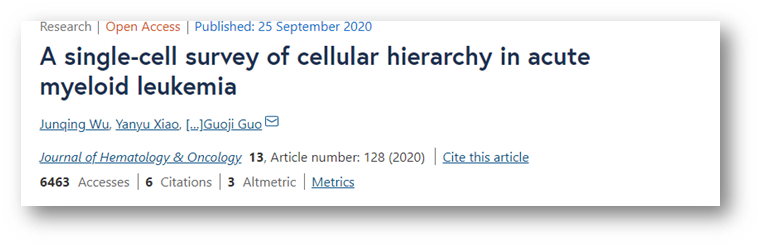 Research | Open Access | Published: 25 September 2020
A single-cell survey of cellular hierarchy in acute
myeloid leukemia
Junqing Wu, Yanyu Xiao, [...]Guoji Guo
Journal of Hematology & Oncology 13, Article number: 128 (2020) | Cite this article
6463 Accesses | 6 Citations | 3 Altmetric | Metrics